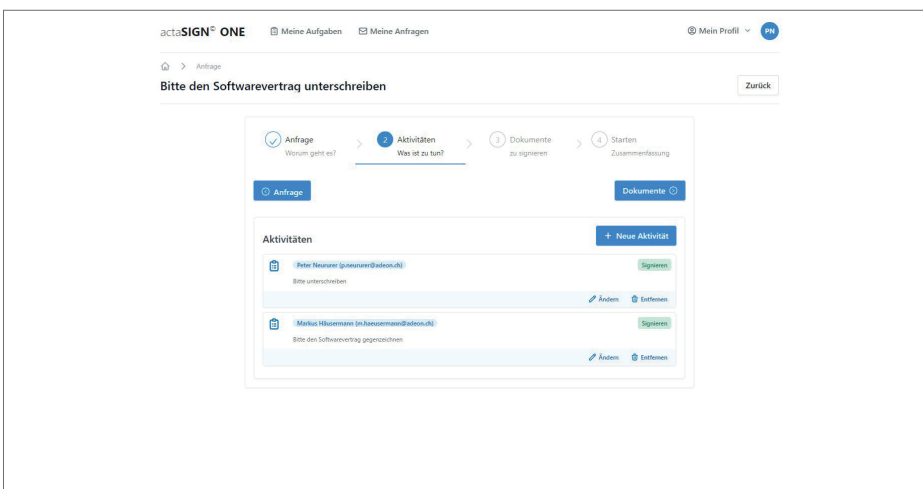 actaSIGN© ONE Meine Aufgaben Meine Anfragen Mein Profil PN
Anfrage
Bitte den Softwarevertrag unterschreiben Zurück
Anfrage 2 Aktivitäten 3 Dokumente 4 Starten
Worum geht es? Was ist zu tun? zu signieren Zusammenfassung
Anfrage Dokumente
Aktivitäten + Neue Aktivität
Peter Neururer (p.neururer@adeon.ch) Signieren
Bitte unterschreiben
Ändern Entfernen
Markus Häusermann (m.haeusermann@adeon.ch) Signieren
Bitte den Softwarevertrag gegenzeichnen
Ändern Entfernen